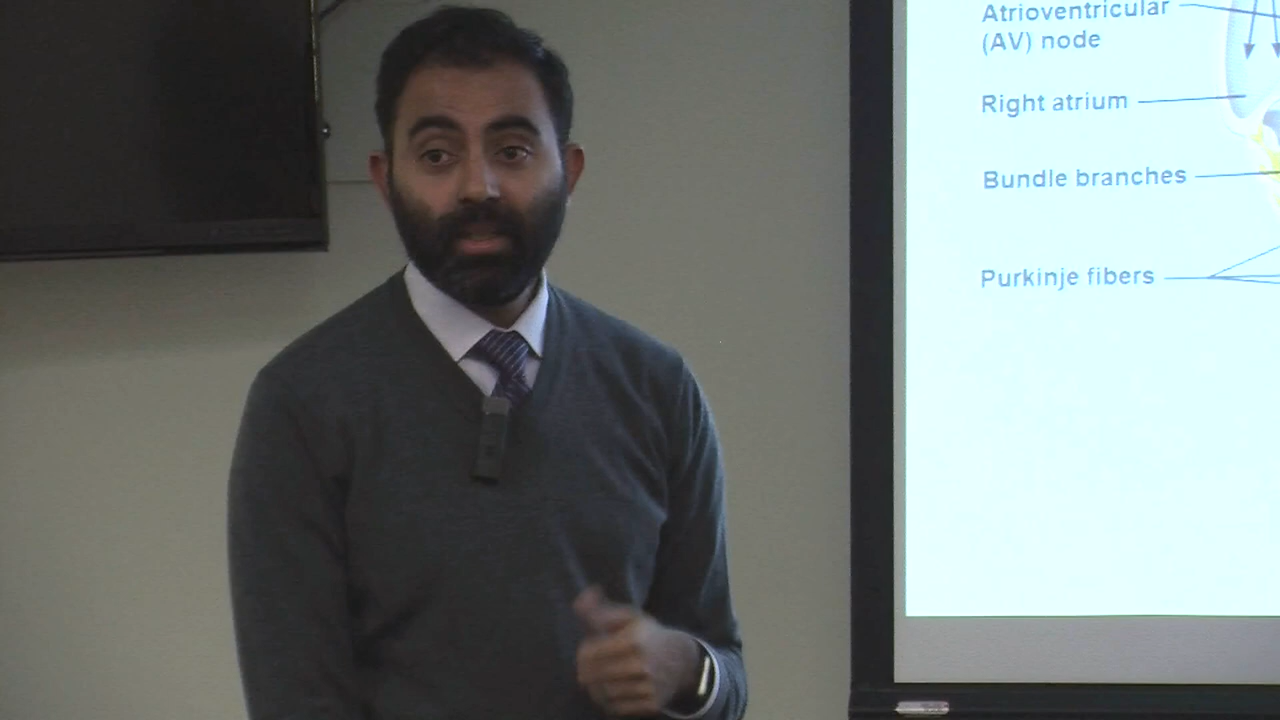 Atrioventricular
(AV) node
Right atrium
Bundle branches
Purkinje fibers